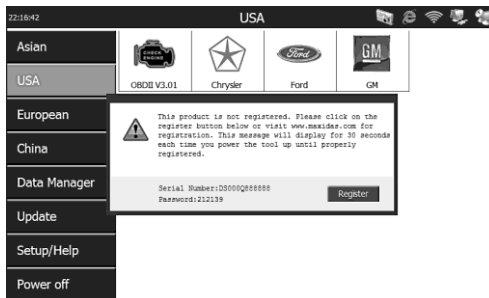 22:16:42
USA
Asian
USA
European
China
Data Manager
Update
Setup/Help
Power off
CHECK
ENGINE
Ford
GM
OBDII V3.01
Chrysler
Ford
GM
This product is not registered. Please click on the
register button below or visit www.maxidas.com for
registration. This message will display for 30 seconds
each time you power the tool up until properly
registered.
Serial Number:DS000Q888888
Password:212139
Register